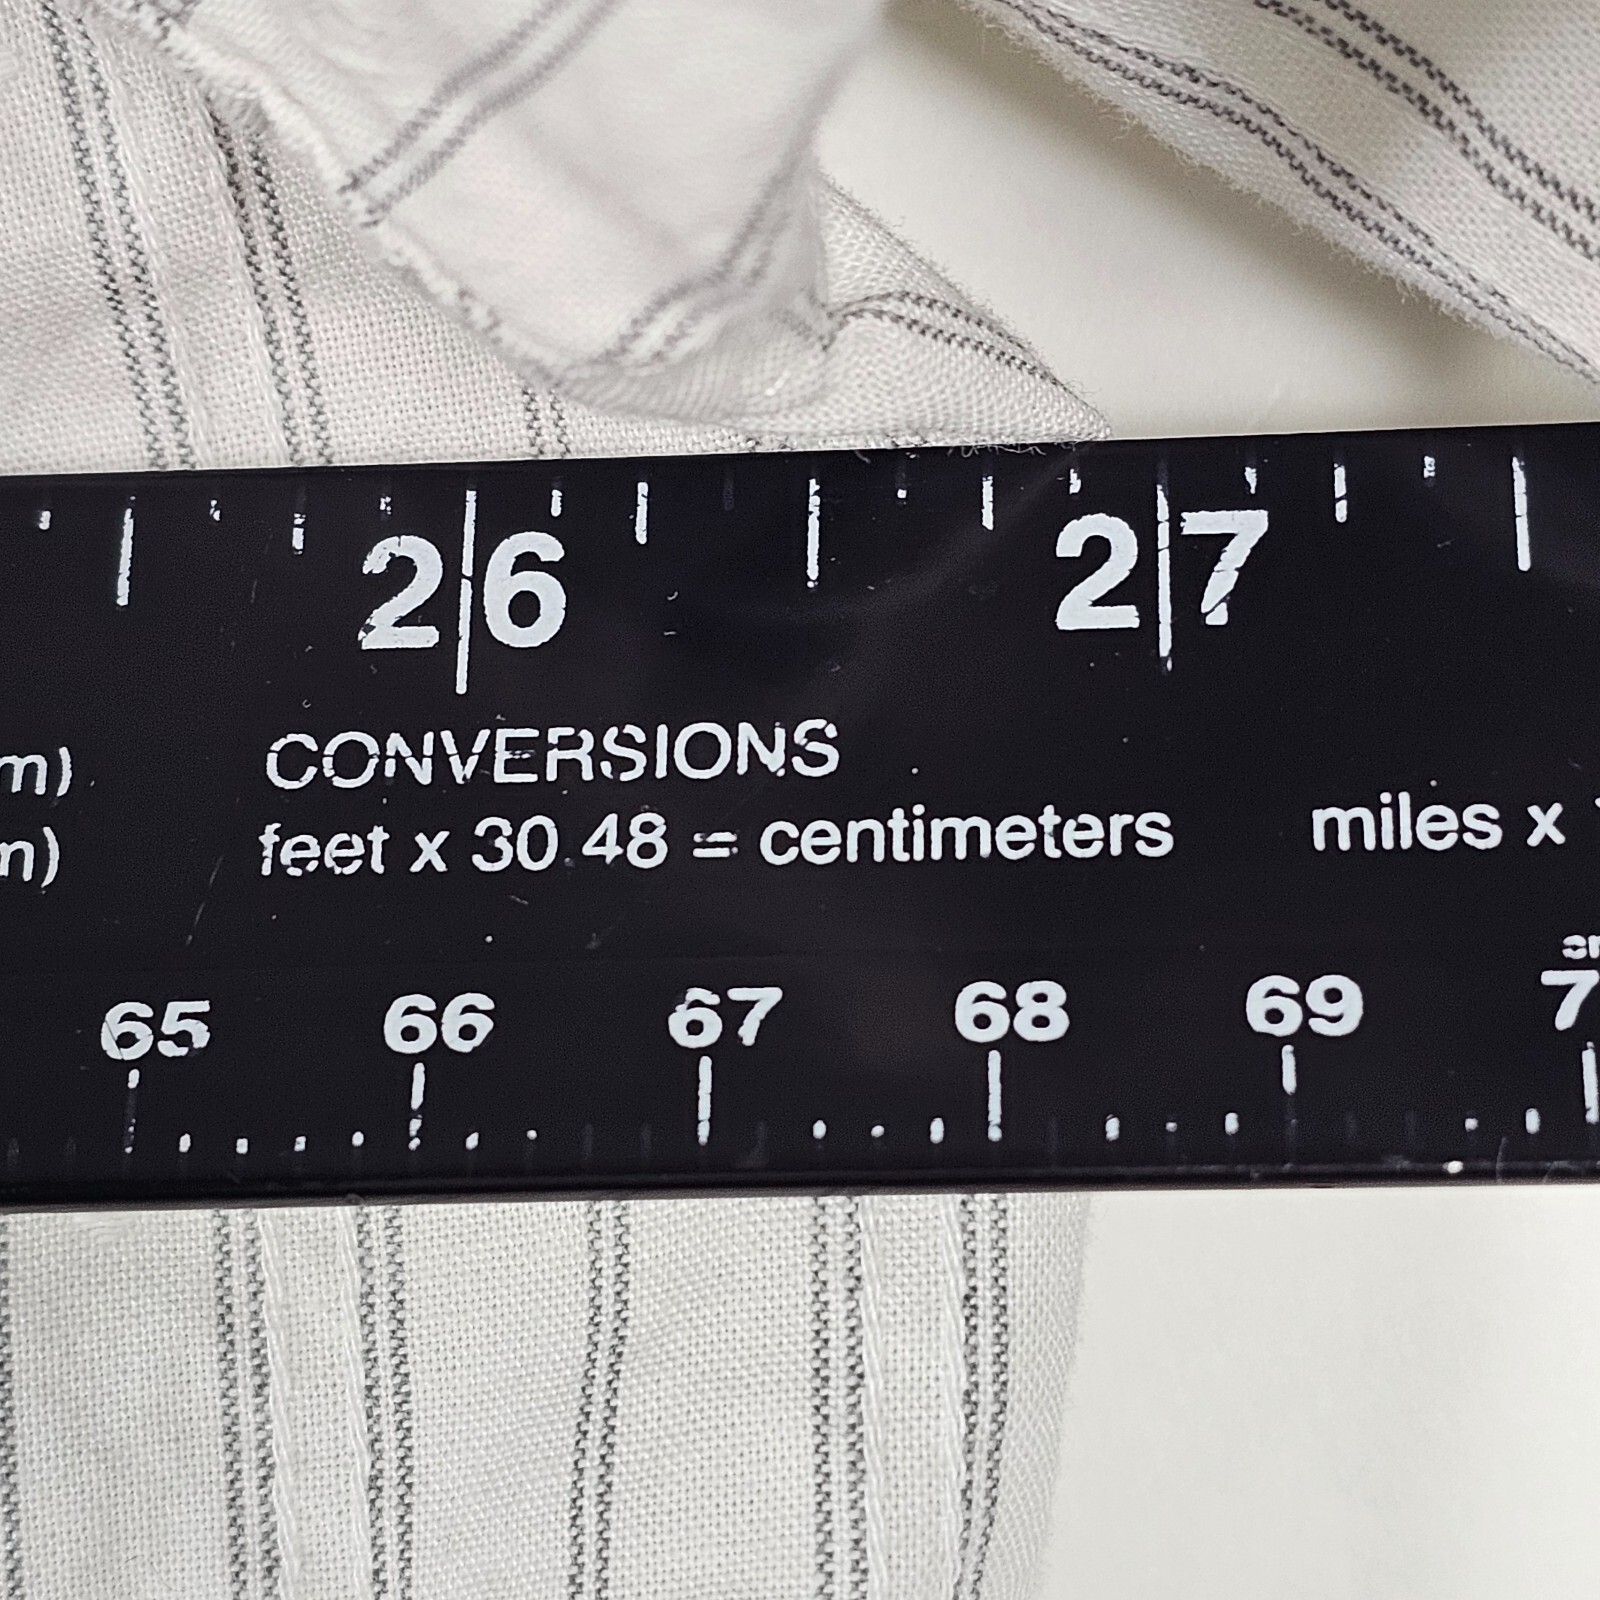 26 27
m)
CONVERSIONS
m)
feet x 30.48 = centimeters
miles x
65 66 67 68 69